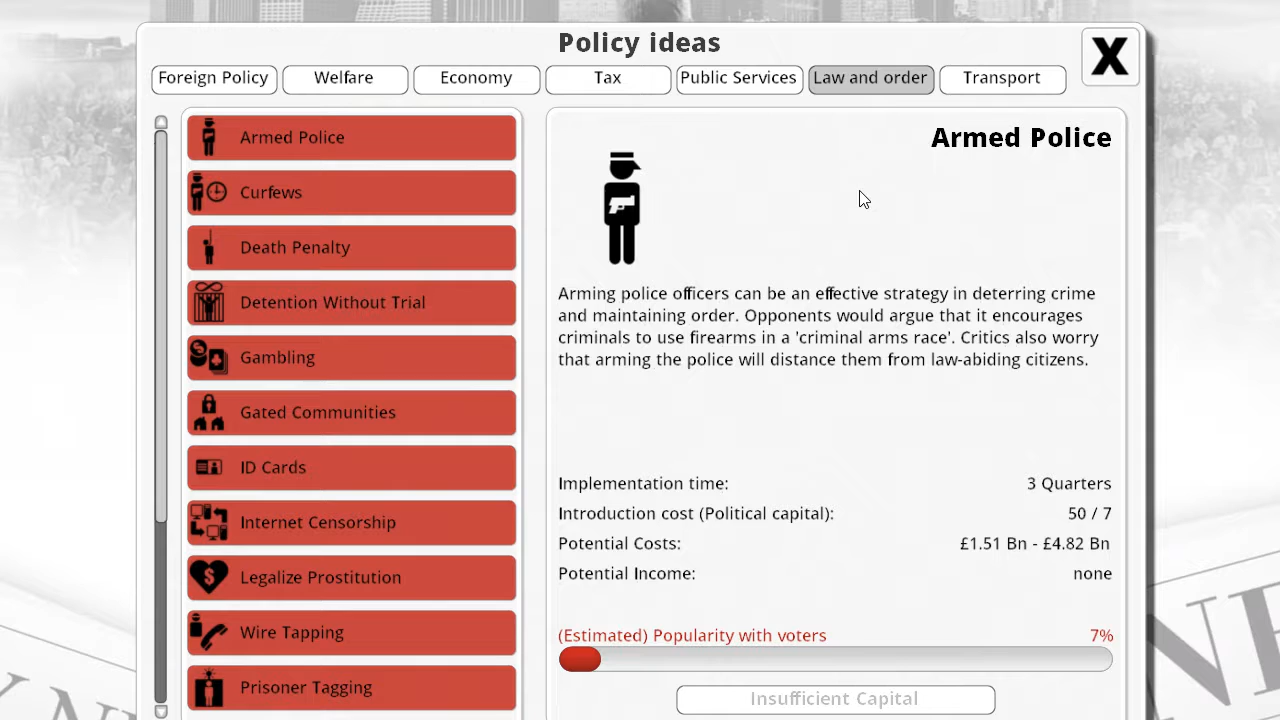 Policy ideas
X
Foreign Policy
Welfare
Economy
Tax
Public Services
Law and order
Transport
Armed Police
Curfews
Death Penalty
Detention Without Trial
Gambling
Gated Communities
ID Cards
Internet Censorship
Legalize Prostitution
Wire Tapping
Prisoner Tagging
Armed Police
Arming police officers can be an effective strategy in deterring crime
and maintaining order. Opponents would argue that it encourages
criminals to use firearms in a 'criminal arms race'. Critics also worry
that arming the police will distance them from law-abiding citizens.
Implementation time: 3 Quarters
Introduction cost (Political capital): 50 / 7
Potential Costs: £1.51 Bn - £4.82 Bn
Potential Income: none
(Estimated) Popularity with voters 7%
Insufficient Capital